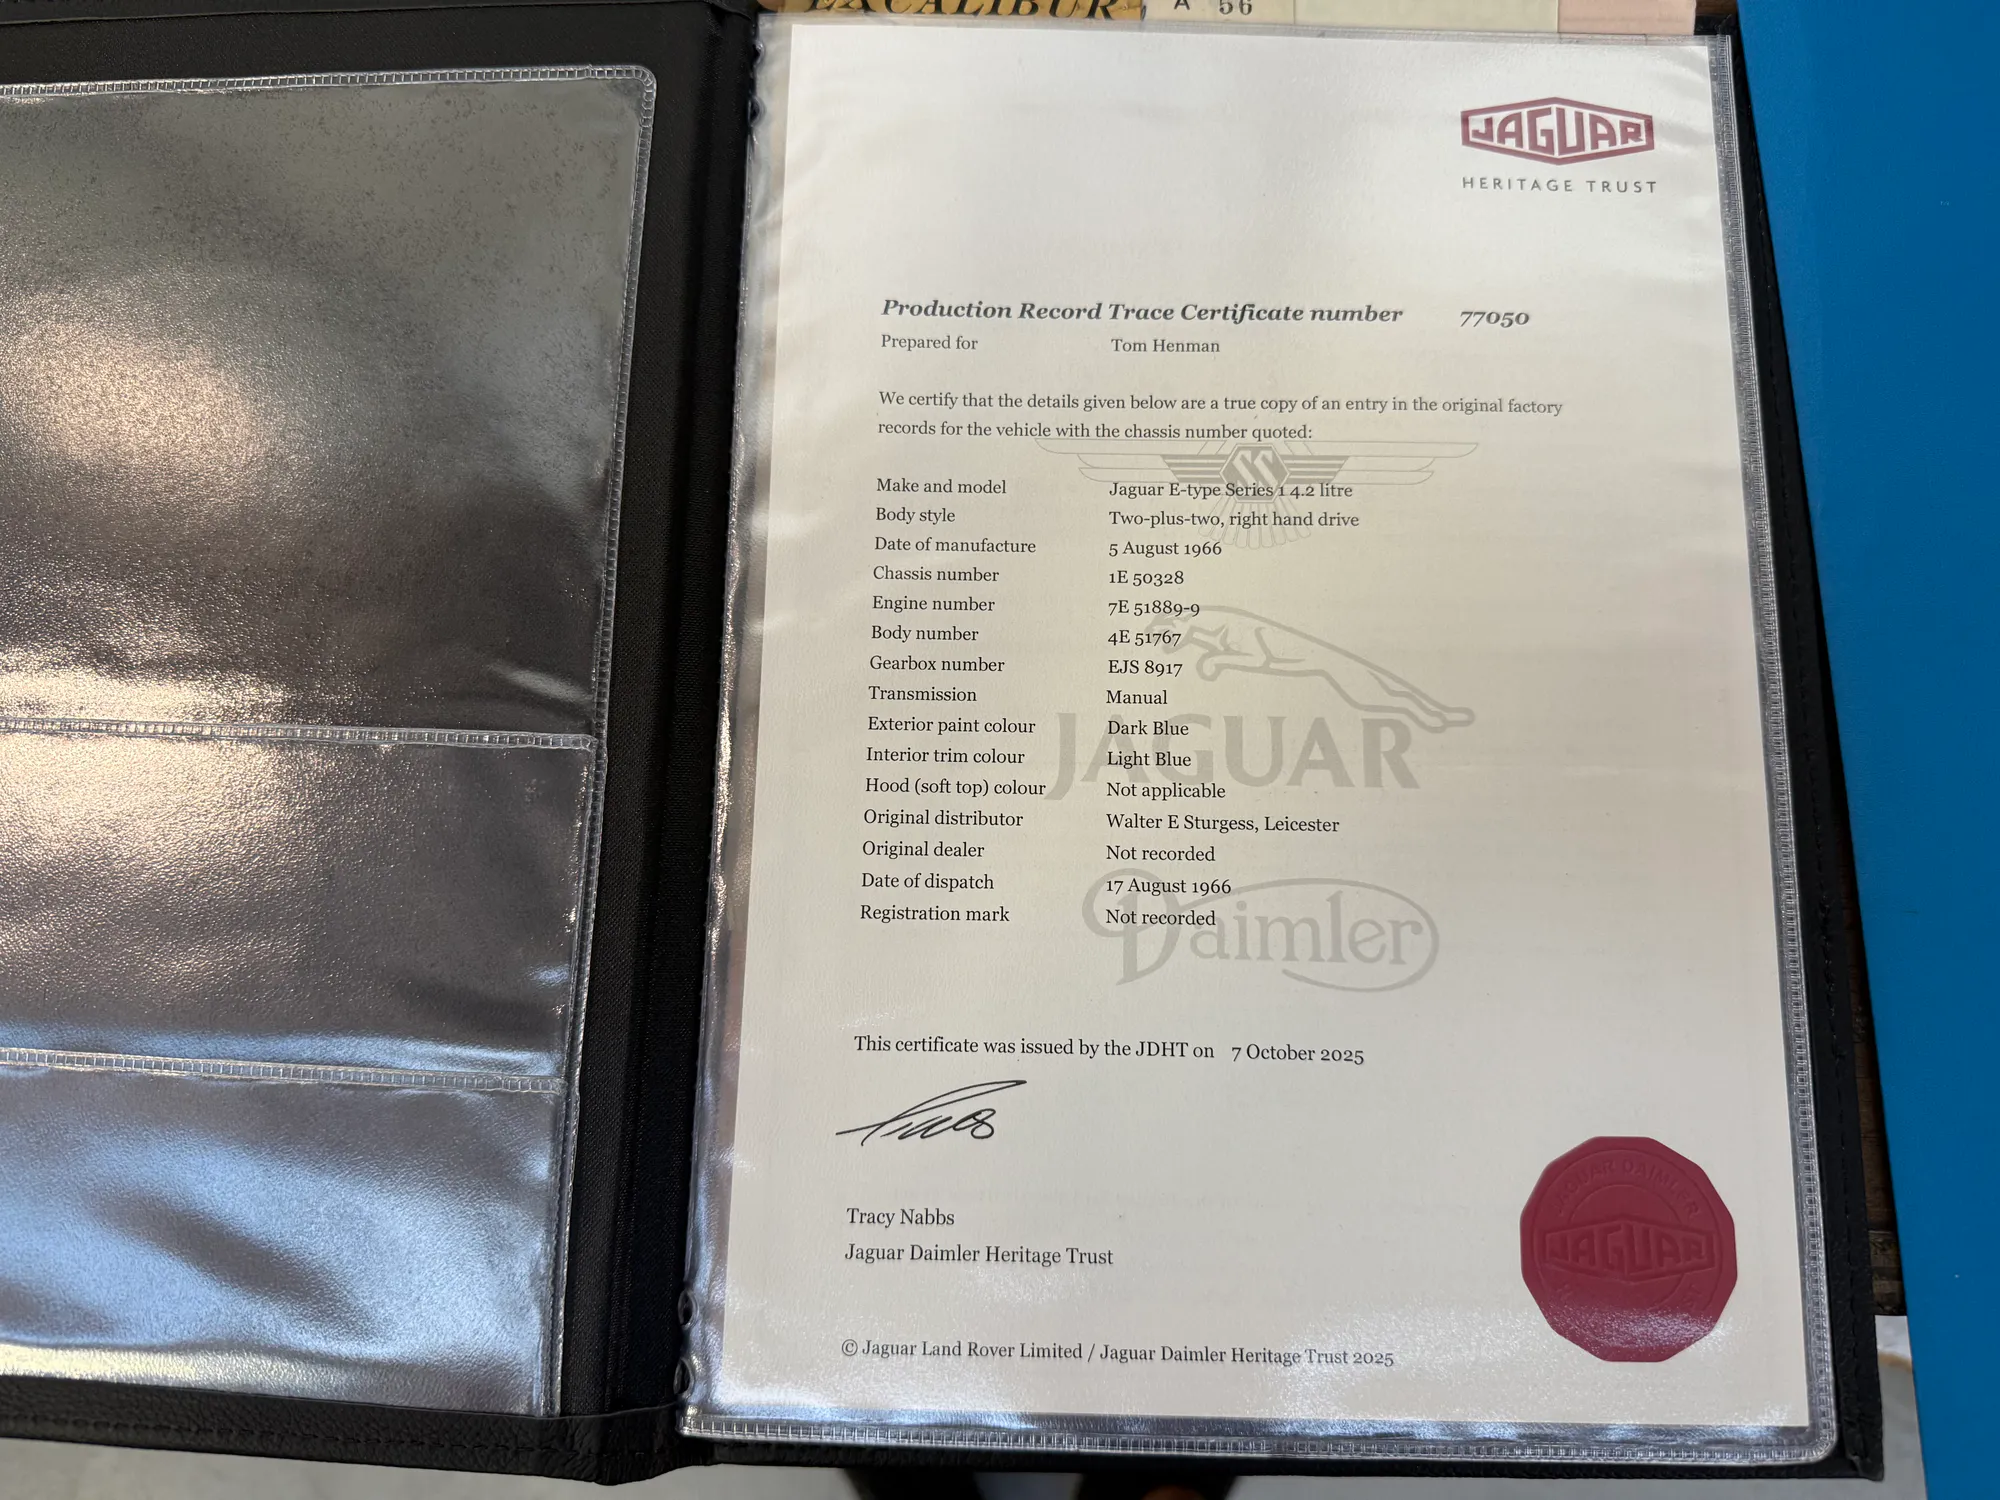 EXCALIBUR
A 56
JAGUAR
HERITAGE TRUST
Production Record Trace Certificate number 77050
Prepared for Tom Henman
We certify that the details given below are a true copy of an entry in the original factory
records for the vehicle with the chassis number quoted:
SS
Make and model Jaguar E-type Series 1 4.2 litre
Body style Two-plus-two, right hand drive
Date of manufacture 5 August 1966
Chassis number 1E 50328
Engine number 7E 51889-9
Body number 4E 51767
Gearbox number EJS 8917
Transmission Manual
Exterior paint colour Dark Blue
JAGUAR
Interior trim colour Light Blue
Hood (soft top) colour Not applicable
Original distributor Walter E Sturgess, Leicester
Original dealer Not recorded
Date of dispatch 17 August 1966
Registration mark Not recorded
Daimler
This certificate was issued by the JDHT on 7 October 2025
Tracy Nabbs
Jaguar Daimler Heritage Trust
JAGUAR DAIMLER
JAGUAR
© Jaguar Land Rover Limited / Jaguar Daimler Heritage Trust 2025